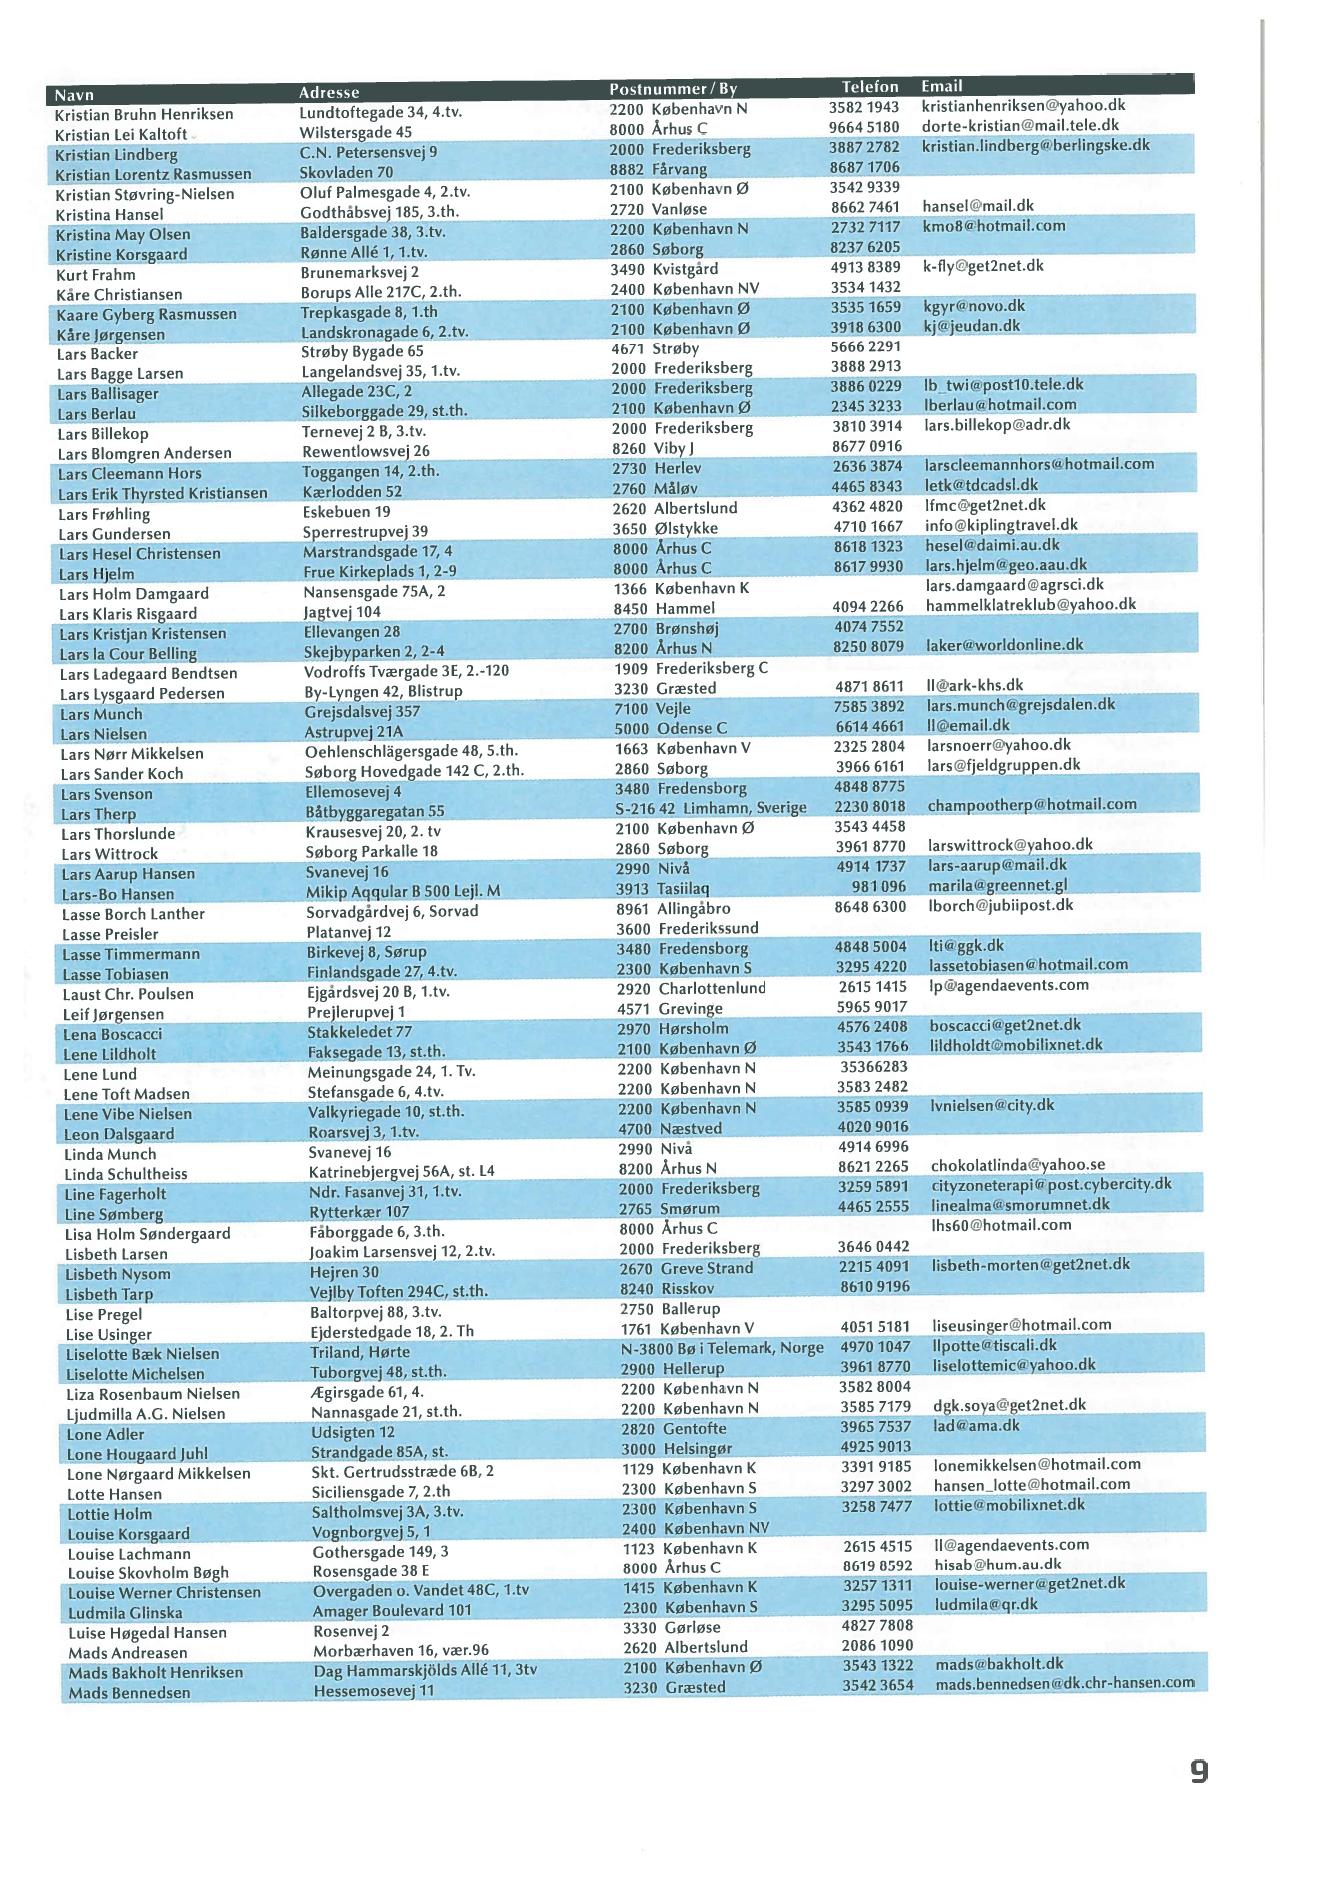 Navn Adresse Postnummer / By Telefon Email
Kristian Bruhn Henriksen Lundtoftegade 34, 4.tv. 2200 København N 3582 1943 kristianhenriksen@yahoo.dk
Kristian Lei Kaltoft Wilstersgade 45 8000 Århus C 9664 5180 dorte-kristian@mail.tele.dk
Kristian Lindberg C.N. Petersensvej 9 2000 Frederiksberg 3887 2782 kristian.lindberg@berlingske.dk
Kristian Lorentz Rasmussen Skovladen 70 8882 Fårvang 8687 1706
Kristian Støvring-Nielsen Oluf Palmesgade 4, 2.tv. 2100 København Ø 3542 9339
Kristina Hansel Godthåbsvej 185, 3.th. 2720 Vanløse 8662 7461 hansel@mail.dk
Kristina May Olsen Baldersgade 38, 3.tv. 2200 København N 2732 7117 kmo8@hotmail.com
Kristine Korsgaard Rønne Allé 1, 1.tv. 2860 Søborg 8237 6205
Kurt Frahm Brunemarksvej 2 3490 Kvistgård 4913 8389 k-fly@get2net.dk
Kåre Christiansen Borups Alle 217C, 2.th. 2400 København NV 3534 1432
Kaare Gyberg Rasmussen Trepkasgade 8, 1.th 2100 København Ø 3535 1659 kgyr@novo.dk
Kåre Jørgensen Landskronagade 6, 2.tv. 2100 København Ø 3918 6300 kj@jeudan.dk
Lars Backer Strøby Bygade 65 4671 Strøby 5666 2291
Lars Bagge Larsen Langelandsvej 35, 1.tv. 2000 Frederiksberg 3888 2913
Lars Ballisager Allegade 23C, 2 2000 Frederiksberg 3886 0229 lb_twi@post10.tele.dk
Lars Berlau Silkeborggade 29, st.th. 2100 København Ø 2345 3233 lberlau@hotmail.com
Lars Billekop Ternevej 2 B, 3.tv. 2000 Frederiksberg 3810 3914 lars.billekop@adr.dk
Lars Blomgren Andersen Rewentlowsvej 26 8260 Viby J 8677 0916
Lars Cleemann Hors Toggangen 14, 2.th. 2730 Herlev 2636 3874 larscleemannhors@hotmail.com
Lars Erik Thyrsted Kristiansen Kærlodden 52 2760 Måløv 4465 8343 letk@tdcadsl.dk
Lars Frøhling Eskebuen 19 2620 Albertslund 4362 4820 lfmc@get2net.dk
Lars Gundersen Sperrestrupvej 39 3650 Ølstykke 4710 1667 info@kiplingtravel.dk
Lars Hesel Christensen Marstrandsgade 17, 4 8000 Århus C 8618 1323 hesel@daimi.au.dk
Lars Hjelm Frue Kirkeplads 1, 2-9 8000 Århus C 8617 9930 lars.hjelm@geo.aau.dk
Lars Holm Damgaard Nansensgade 75A, 2 1366 København K lars.damgaard@agrsci.dk
Lars Klaris Risgaard Jagtvej 104 8450 Hammel 4094 2266 hammelklatreklub@yahoo.dk
Lars Kristjan Kristensen Ellevangen 28 2700 Brønshøj 4074 7552
Lars la Cour Belling Skejbyparken 2, 2-4 8200 Århus N 8250 8079 laker@worldonline.dk
Lars Ladegaard Bendtsen Vodroffs Tværgade 3E, 2.-120 1909 Frederiksberg C
Lars Lysgaard Pedersen By-Lyngen 42, Blistrup 3230 Græsted 4871 8611 ll@ark-khs.dk
Lars Munch Grejsdalsvej 357 7100 Vejle 7585 3892 lars.munch@grejsdalen.dk
Lars Nielsen Astrupvej 21A 5000 Odense C 6614 4661 ll@email.dk
Lars Nørr Mikkelsen Oehlenschlägersgade 48, 5.th. 1663 København V 2325 2804 larsnoerr@yahoo.dk
Lars Sander Koch Søborg Hovedgade 142 C, 2.th. 2860 Søborg 3966 6161 lars@fjeldgruppen.dk
Lars Svenson Ellemosevej 4 3480 Fredensborg 4848 8775
Lars Therp Båtbyggaregatan 55 S-216 42 Limhamn, Sverige 2230 8018 champootherp@hotmail.com
Lars Thorslunde Krausesvej 20, 2. tv 2100 København Ø 3543 4458
Lars Wittrock Søborg Parkalle 18 2860 Søborg 3961 8770 larswittrock@yahoo.dk
Lars Aarup Hansen Svanevej 16 2990 Nivå 4914 1737 lars-aarup@mail.dk
Lars-Bo Hansen Mikip Aqqular B 500 Lejl. M 3913 Tasiilaq 981 096 marila@greennet.gl
Lasse Borch Lanther Sorvadgårdvej 6, Sorvad 8961 Allingåbro 8648 6300 lborch@jubiipost.dk
Lasse Preisler Platanvej 12 3600 Frederikssund
Lasse Timmermann Birkevej 8, Sørup 3480 Fredensborg 4848 5004 lti@ggk.dk
Lasse Tobiasen Finlandsgade 27, 4.tv. 2300 København S 3295 4220 lassetobiasen@hotmail.com
Laust Chr. Poulsen Ejgårdsvej 20 B, 1.tv. 2920 Charlottenlund 2615 1415 lp@agendaevents.com
Leif Jørgensen Prejlerupvej 1 4571 Grevinge 5965 9017
Lena Boscacci Stakkeledet 77 2970 Hørsholm 4576 2408 boscacci@get2net.dk
Lene Lildholt Faksegade 13, st.th. 2100 København Ø 3543 1766 lildholdt@mobilixnet.dk
Lene Lund Meinungsgade 24, 1. Tv. 2200 København N 35366283
Lene Toft Madsen Stefansgade 6, 4.tv. 2200 København N 3583 2482
Lene Vibe Nielsen Valkyriegade 10, st.th. 2200 København N 3585 0939 lvnielsen@city.dk
Leon Dalsgaard Roarsvej 3, 1.tv. 4700 Næstved 4020 9016
Linda Munch Svanevej 16 2990 Nivå 4914 6996
Linda Schultheiss Katrinebjergvej 56A, st. L4 8200 Århus N 8621 2265 chokolatlinda@yahoo.se
Line Fagerholt Ndr. Fasanvej 31, 1.tv. 2000 Frederiksberg 3259 5891 cityzoneterapi@post.cybercity.dk
Line Sømberg Rytterkær 107 2765 Smørum 4465 2555 linealma@smorumnet.dk
Lisa Holm Søndergaard Fåborggade 6, 3.th. 8000 Århus C lhs60@hotmail.com
Lisbeth Larsen Joakim Larsensvej 12, 2.tv. 2000 Frederiksberg 3646 0442
Lisbeth Nysom Hejren 30 2670 Greve Strand 2215 4091 lisbeth-morten@get2net.dk
Lisbeth Tarp Vejlby Toften 294C, st.th. 8240 Risskov 8610 9196
Lise Pregel Baltorpvej 88, 3.tv. 2750 Ballerup
Lise Usinger Ejderstedgade 18, 2. Th 1761 København V 4051 5181 liseusinger@hotmail.com
Liselotte Bæk Nielsen Triland, Hørte N-3800 Bø i Telemark, Norge 4970 1047 llpotte@tiscali.dk
Liselotte Michelsen Tuborgvej 48, st.th. 2900 Hellerup 3961 8770 liselottemic@yahoo.dk
Liza Rosenbaum Nielsen Ægirsgade 61, 4. 2200 København N 3582 8004
Ljudmilla A.G. Nielsen Nannasgade 21, st.th. 2200 København N 3585 7179 dgk.soya@get2net.dk
Lone Adler Udsigten 12 2820 Gentofte 3965 7537 lad@ama.dk
Lone Hougaard Juhl Strandgade 85A, st. 3000 Helsingør 4925 9013
Lone Nørgaard Mikkelsen Skt. Gertrudsstræde 6B, 2 1129 København K 3391 9185 lonemikkelsen@hotmail.com
Lotte Hansen Siciliensgade 7, 2.th 2300 København S 3297 3002 hansen_lotte@hotmail.com
Lottie Holm Saltholmsvej 3A, 3.tv. 2300 København S 3258 7477 lottie@mobilixnet.dk
Louise Korsgaard Vognborgvej 5, 1 2400 København NV
Louise Lachmann Gothersgade 149, 3 1123 København K 2615 4515 ll@agendaevents.com
Louise Skovholm Bøgh Rosensgade 38 E 8000 Århus C 8619 8592 hisab@hum.au.dk
Louise Werner Christensen Overgaden o. Vandet 48C, 1.tv 1415 København K 3257 1311 louise-werner@get2net.dk
Ludmila Glinska Amager Boulevard 101 2300 København S 3295 5095 ludmila@qr.dk
Luise Høgedal Hansen Rosenvej 2 3330 Gørløse 4827 7808
Mads Andreasen Morbærhaven 16, vær.96 2620 Albertslund 2086 1090
Mads Bakholt Henriksen Dag Hammarskjölds Allé 11, 3tv 2100 København Ø 3543 1322 mads@bakholt.dk
Mads Bennedsen Hessemosevej 11 3230 Græsted 3542 3654 mads.bennedsen@dk.chr-hansen.com
9